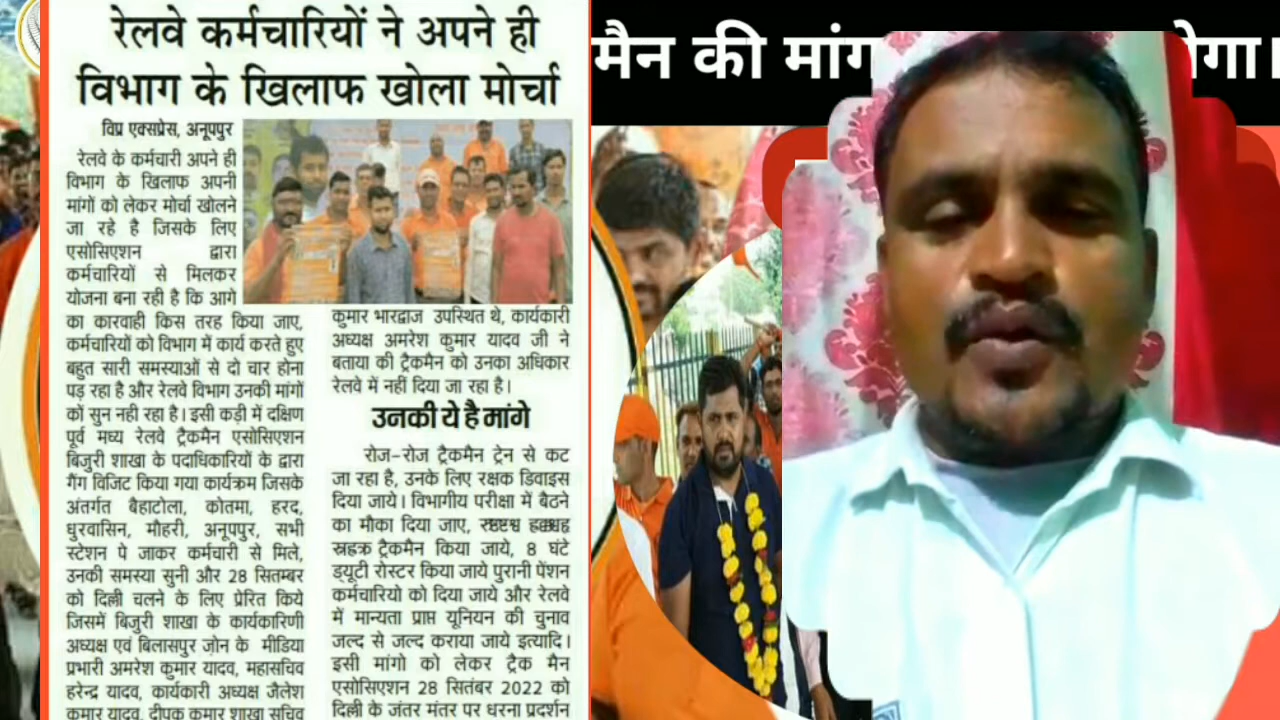 रेलवे कर्मचारियों ने अपने ही
विभाग के खिलाफ खोला मोर्चा
विप्र एक्सप्रेस, अनूपपुर
रेलवे के कर्मचारी अपने ही
विभाग के खिलाफ अपनी
मांगों को लेकर मोर्चा खोलने
जा रहे है जिसके लिए
एसोसिएशन द्वारा
कर्मचारियों से मिलकर
योजना बना रही है कि आगे
का कारवाही किस तरह किया जाए,
कर्मचारियों को विभाग में कार्य करते हुए
बहुत सारी समस्याओं से दो चार होना
पड़ रहा है और रेलवे विभाग उनकी मांगों
को सुन नही रहा है। इसी कड़ी में दक्षिण
पूर्व मध्य रेलवे ट्रैकमैन एसोसिएशन
बिजुरी शाखा के पदाधिकारियों के द्वारा
गैंग विजिट किया गया कार्यक्रम जिसके
अंतर्गत बैहाटोला, कोतमा, हरद,
धुरवासिन, मौहरी, अनूपपुर, सभी
स्टेशन पे जाकर कर्मचारी से मिले,
उनकी समस्या सुनी और 28 सितम्बर
को दिल्ली चलने के लिए प्रेरित किये
जिसमें बिजुरी शाखा के कार्यकारिणी
अध्यक्ष एवं बिलासपुर ज़ोन के मीडिया
प्रभारी अमरेश कुमार यादव, महासचिव
हरेन्द्र यादव, कार्यकारी अध्यक्ष जैलेश
कुमार यादव, दीपक कुमार शाखा सचिव
कुमार भारद्वाज उपस्थित थे, कार्यकारी
अध्यक्ष अमरेश कुमार यादव जी ने
बताया की ट्रैकमैन को उनका अधिकार
रेलवे में नहीं दिया जा रहा है।
उनकी ये है मांगे
रोज-रोज ट्रैकमैन ट्रेन से कट
जा रहा है, उनके लिए रक्षक डिवाइस
दिया जाये। विभागीय परीक्षा में बैठने
का मौका दिया जाए,
ट्रैकमैन किया जाये, 8 घंटे
ड्यूटी रोस्टर किया जाये पुरानी पेंशन
कर्मचारियो को दिया जाये और रेलवे
में मान्यता प्राप्त यूनियन की चुनाव
जल्द से जल्द कराया जाये इत्यादि।
इसी मांगो को लेकर ट्रैक मैन
एसोसिएशन 28 सितंबर 2022 को
दिल्ली के जंतर मंतर पर धरना प्रदर्शन
मैन की मांग